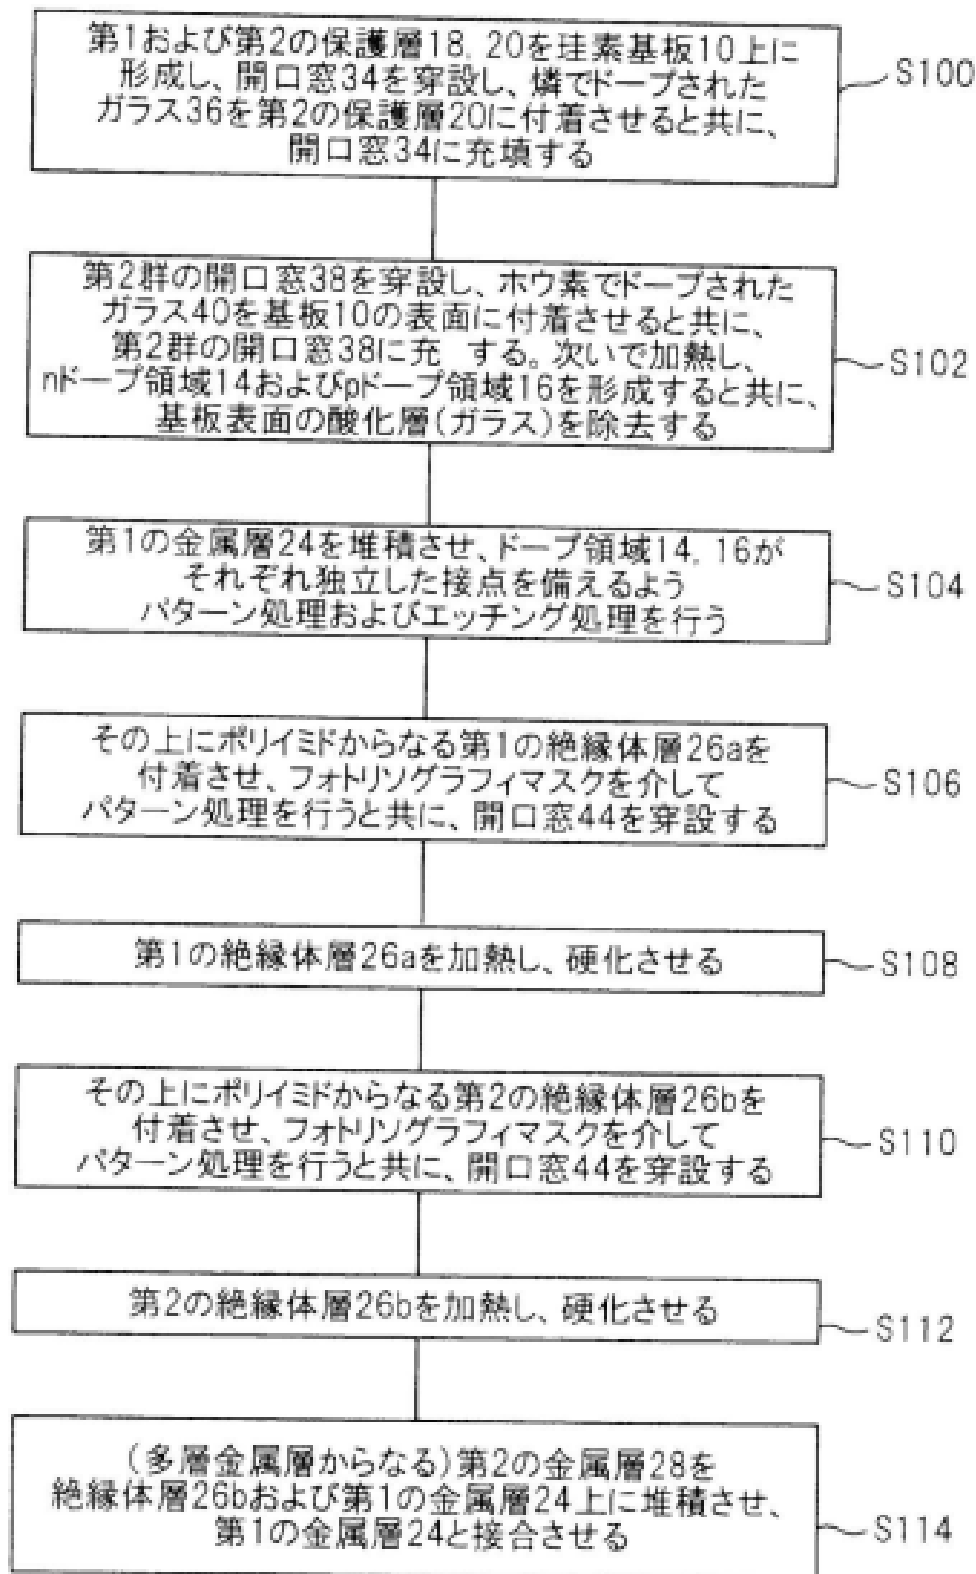 第1および第2の保護層18, 20を珪素基板10上に
形成し、開口窓34を穿設し、燐でドープされた
ガラス36を第2の保護層20に付着させると共に、
開口窓34に充填する
S100
第2群の開口窓38を穿設し、ホウ素でドープされた
ガラス40を基板10の表面に付着させると共に、
第2群の開口窓38に充 する。次いで加熱し、
nドープ領域14およびpドープ領域16を形成すると共に、
基板表面の酸化層(ガラス)を除去する
S102
第1の金属層24を堆積させ、ドープ領域14, 16が
それぞれ独立した接点を備えるよう
パターン処理およびエッチング処理を行う
S104
その上にポリイミドからなる第1の絶縁体層26aを
付着させ、フォトリソグラフィマスクを介して
パターン処理を行うと共に、開口窓44を穿設する
S106
第1の絶縁体層26aを加熱し、硬化させる
S108
その上にポリイミドからなる第2の絶縁体層26bを
付着させ、フォトリソグラフィマスクを介して
パターン処理を行うと共に、開口窓44を穿設する
S110
第2の絶縁体層26bを加熱し、硬化させる
S112
(多層金属層からなる)第2の金属層28を
絶縁体層26bおよび第1の金属層24上に堆積させ、
第1の金属層24と接合させる
S114